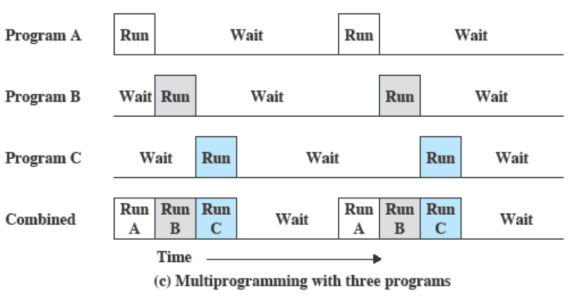 Program A Run Wait Run Wait
Program B Wait Run Wait Run Wait
Program C Wait Run Wait Run Wait
Combined Run A Run B Run C Wait Run A Run B Run C Wait
Time
(c) Multiprogramming with three programs